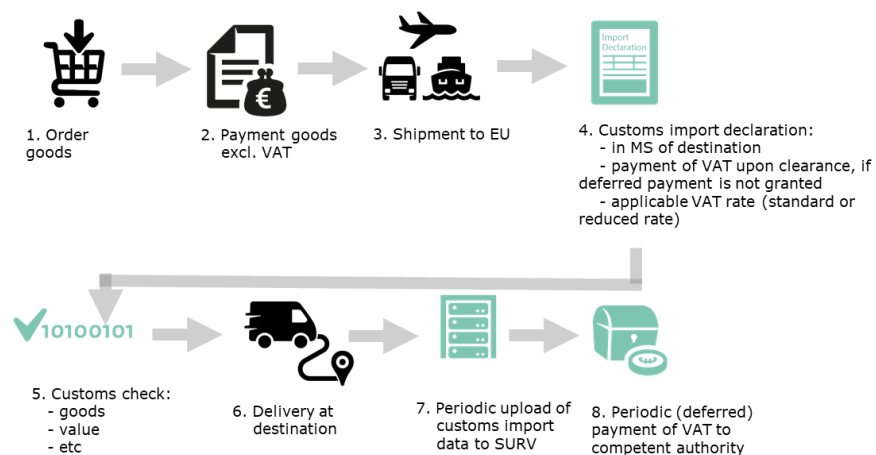 Import
Declaration
€
1. Order
goods
2. Payment goods
excl. VAT
3. Shipment to EU
4. Customs import declaration:
- in MS of destination
- payment of VAT upon clearance, if
deferred payment is not granted
- applicable VAT rate (standard or
reduced rate)
10100101
5. Customs check:
- goods
- value
- etc
6. Delivery at
destination
7. Periodic upload of
customs import
data to SURV
8. Periodic (deferred)
payment of VAT to
competent authority